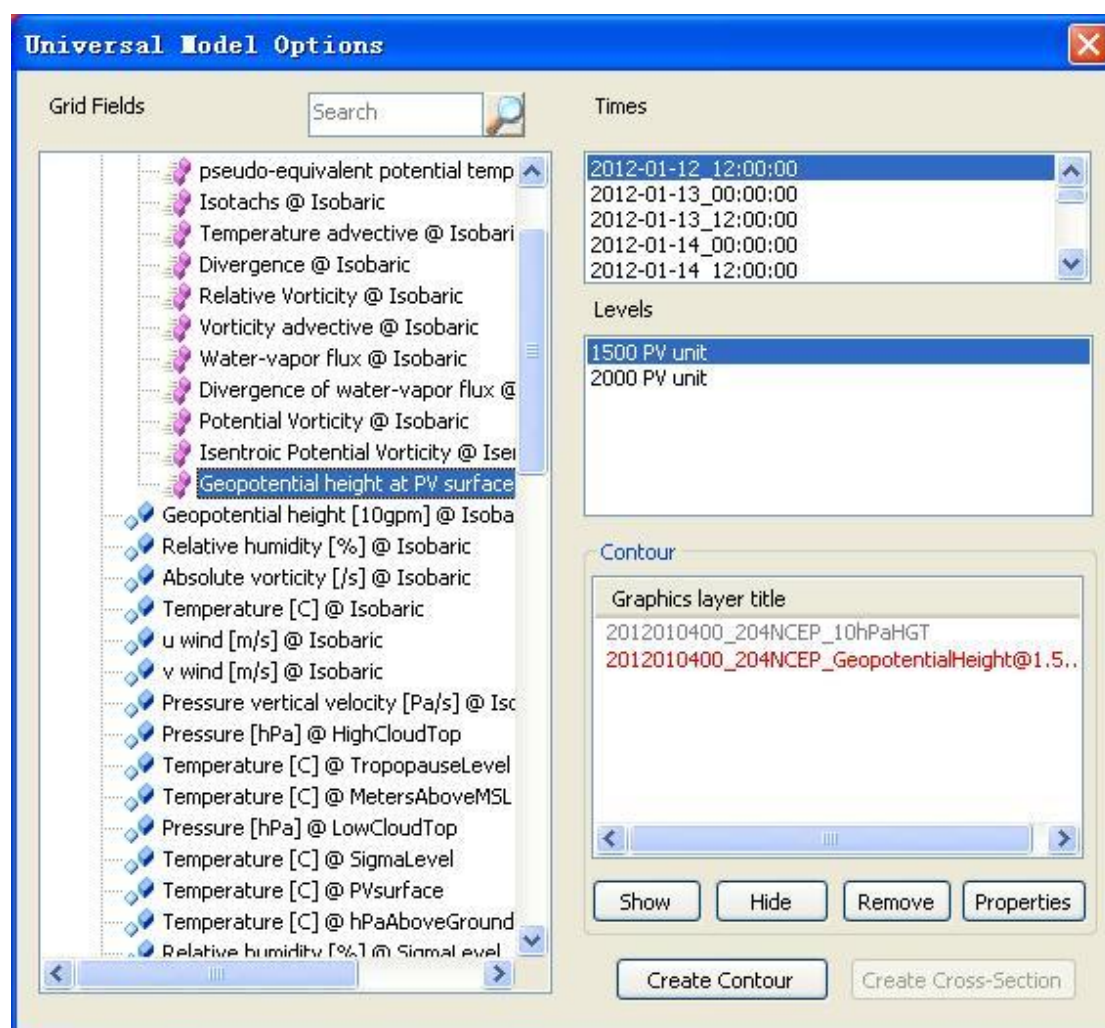 Universal Model Options
Grid Fields
Search
pseudo-equivalent potential temp
Isotachs @ Isobaric
Temperature advective @ Isobari
Divergence @ Isobaric
Relative Vorticity @ Isobaric
Vorticity advective @ Isobaric
Water-vapor flux @ Isobaric
Divergence of water-vapor flux @
Potential Vorticity @ Isobaric
Isentroic Potential Vorticity @ Iser
Geopotential height at PV surface
Geopotential height [10gpm] @ Isoba
Relative humidity [%] @ Isobaric
Absolute vorticity [/s] @ Isobaric
Temperature [C] @ Isobaric
u wind [m/s] @ Isobaric
v wind [m/s] @ Isobaric
Pressure vertical velocity [Pa/s] @ Isc
Pressure [hPa] @ HighCloudTop
Temperature [C] @ TropopauseLevel
Temperature [C] @ MetersAboveMSL
Pressure [hPa] @ LowCloudTop
Temperature [C] @ SigmaLevel
Temperature [C] @ PVsurface
Temperature [C] @ hPaAboveGround
Relative humidity [%] @ SigmaLevel
Times
2012-01-12_12:00:00
2012-01-13_00:00:00
2012-01-13_12:00:00
2012-01-14_00:00:00
2012-01-14_12:00:00
Levels
1500 PV unit
2000 PV unit
Contour
Graphics layer title
2012010400_204NCEP_10hPaHGT
2012010400_204NCEP_GeopotentialHeight@1.5..
Show
Hide
Remove
Properties
Create Contour
Create Cross-Section